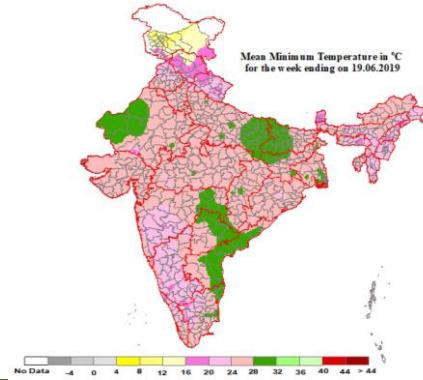 Mean Minimum Temperature in °C
for the week ending on 19.06.2019
No Data -4 0 4 8 12 16 20 24 28 32 36 40 44 > 44